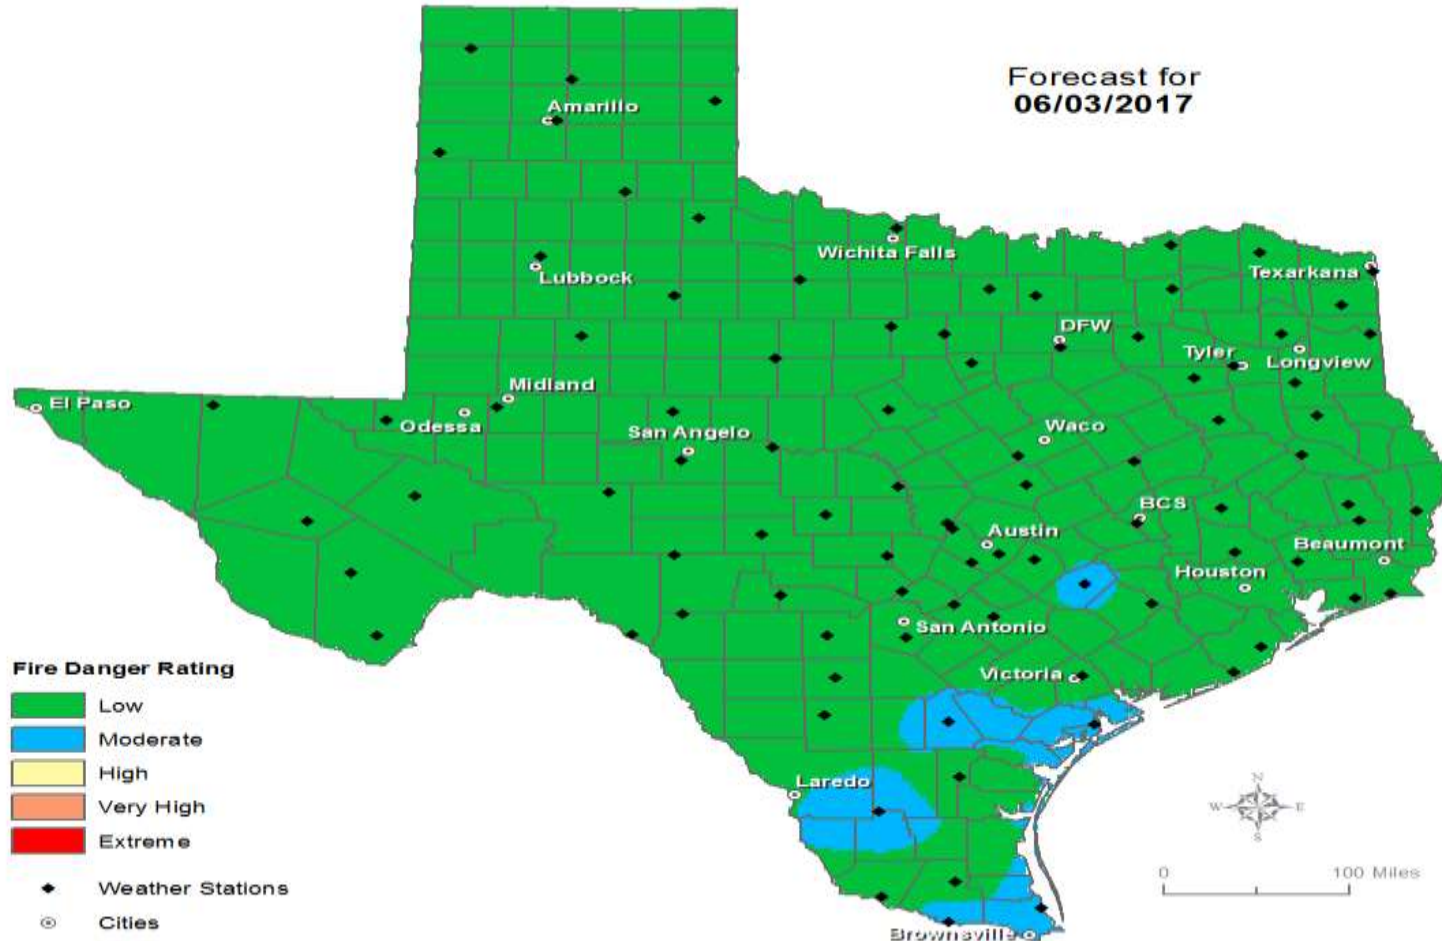 Forecast for
06/03/2017
Amarillo
Wichita Falls
Lubbock
Texarkana
DFW
Tyler
Longview
Midland
El Paso
Odessa
San Angelo
Waco
BCS
Austin
Beaumont
Houston
San Antonio
Victoria
Fire Danger Rating
Low
Moderate
High
Very High
Extreme
Weather Stations
Cities
Laredo
Brownsville
N
W
E
S
0
100 Miles